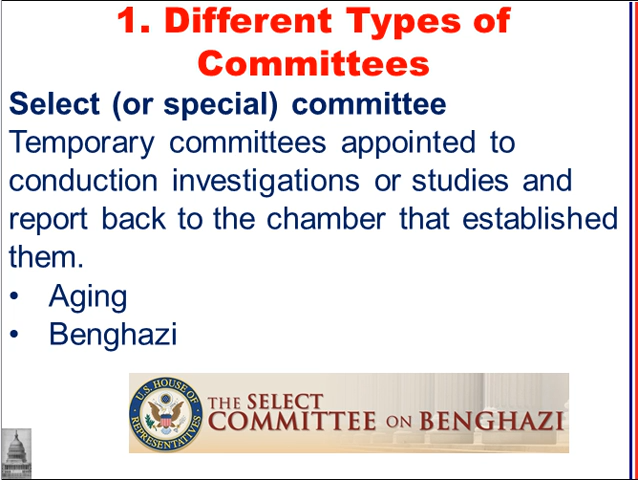 1. Different Types of
Committees
Select (or special) committee
Temporary committees appointed to
conduction investigations or studies and
report back to the chamber that established
them.
• Aging
• Benghazi
U.S. HOUSE OF
REPRESENTATIVES
THE SELECT
COMMITTEE ON BENGHAZI